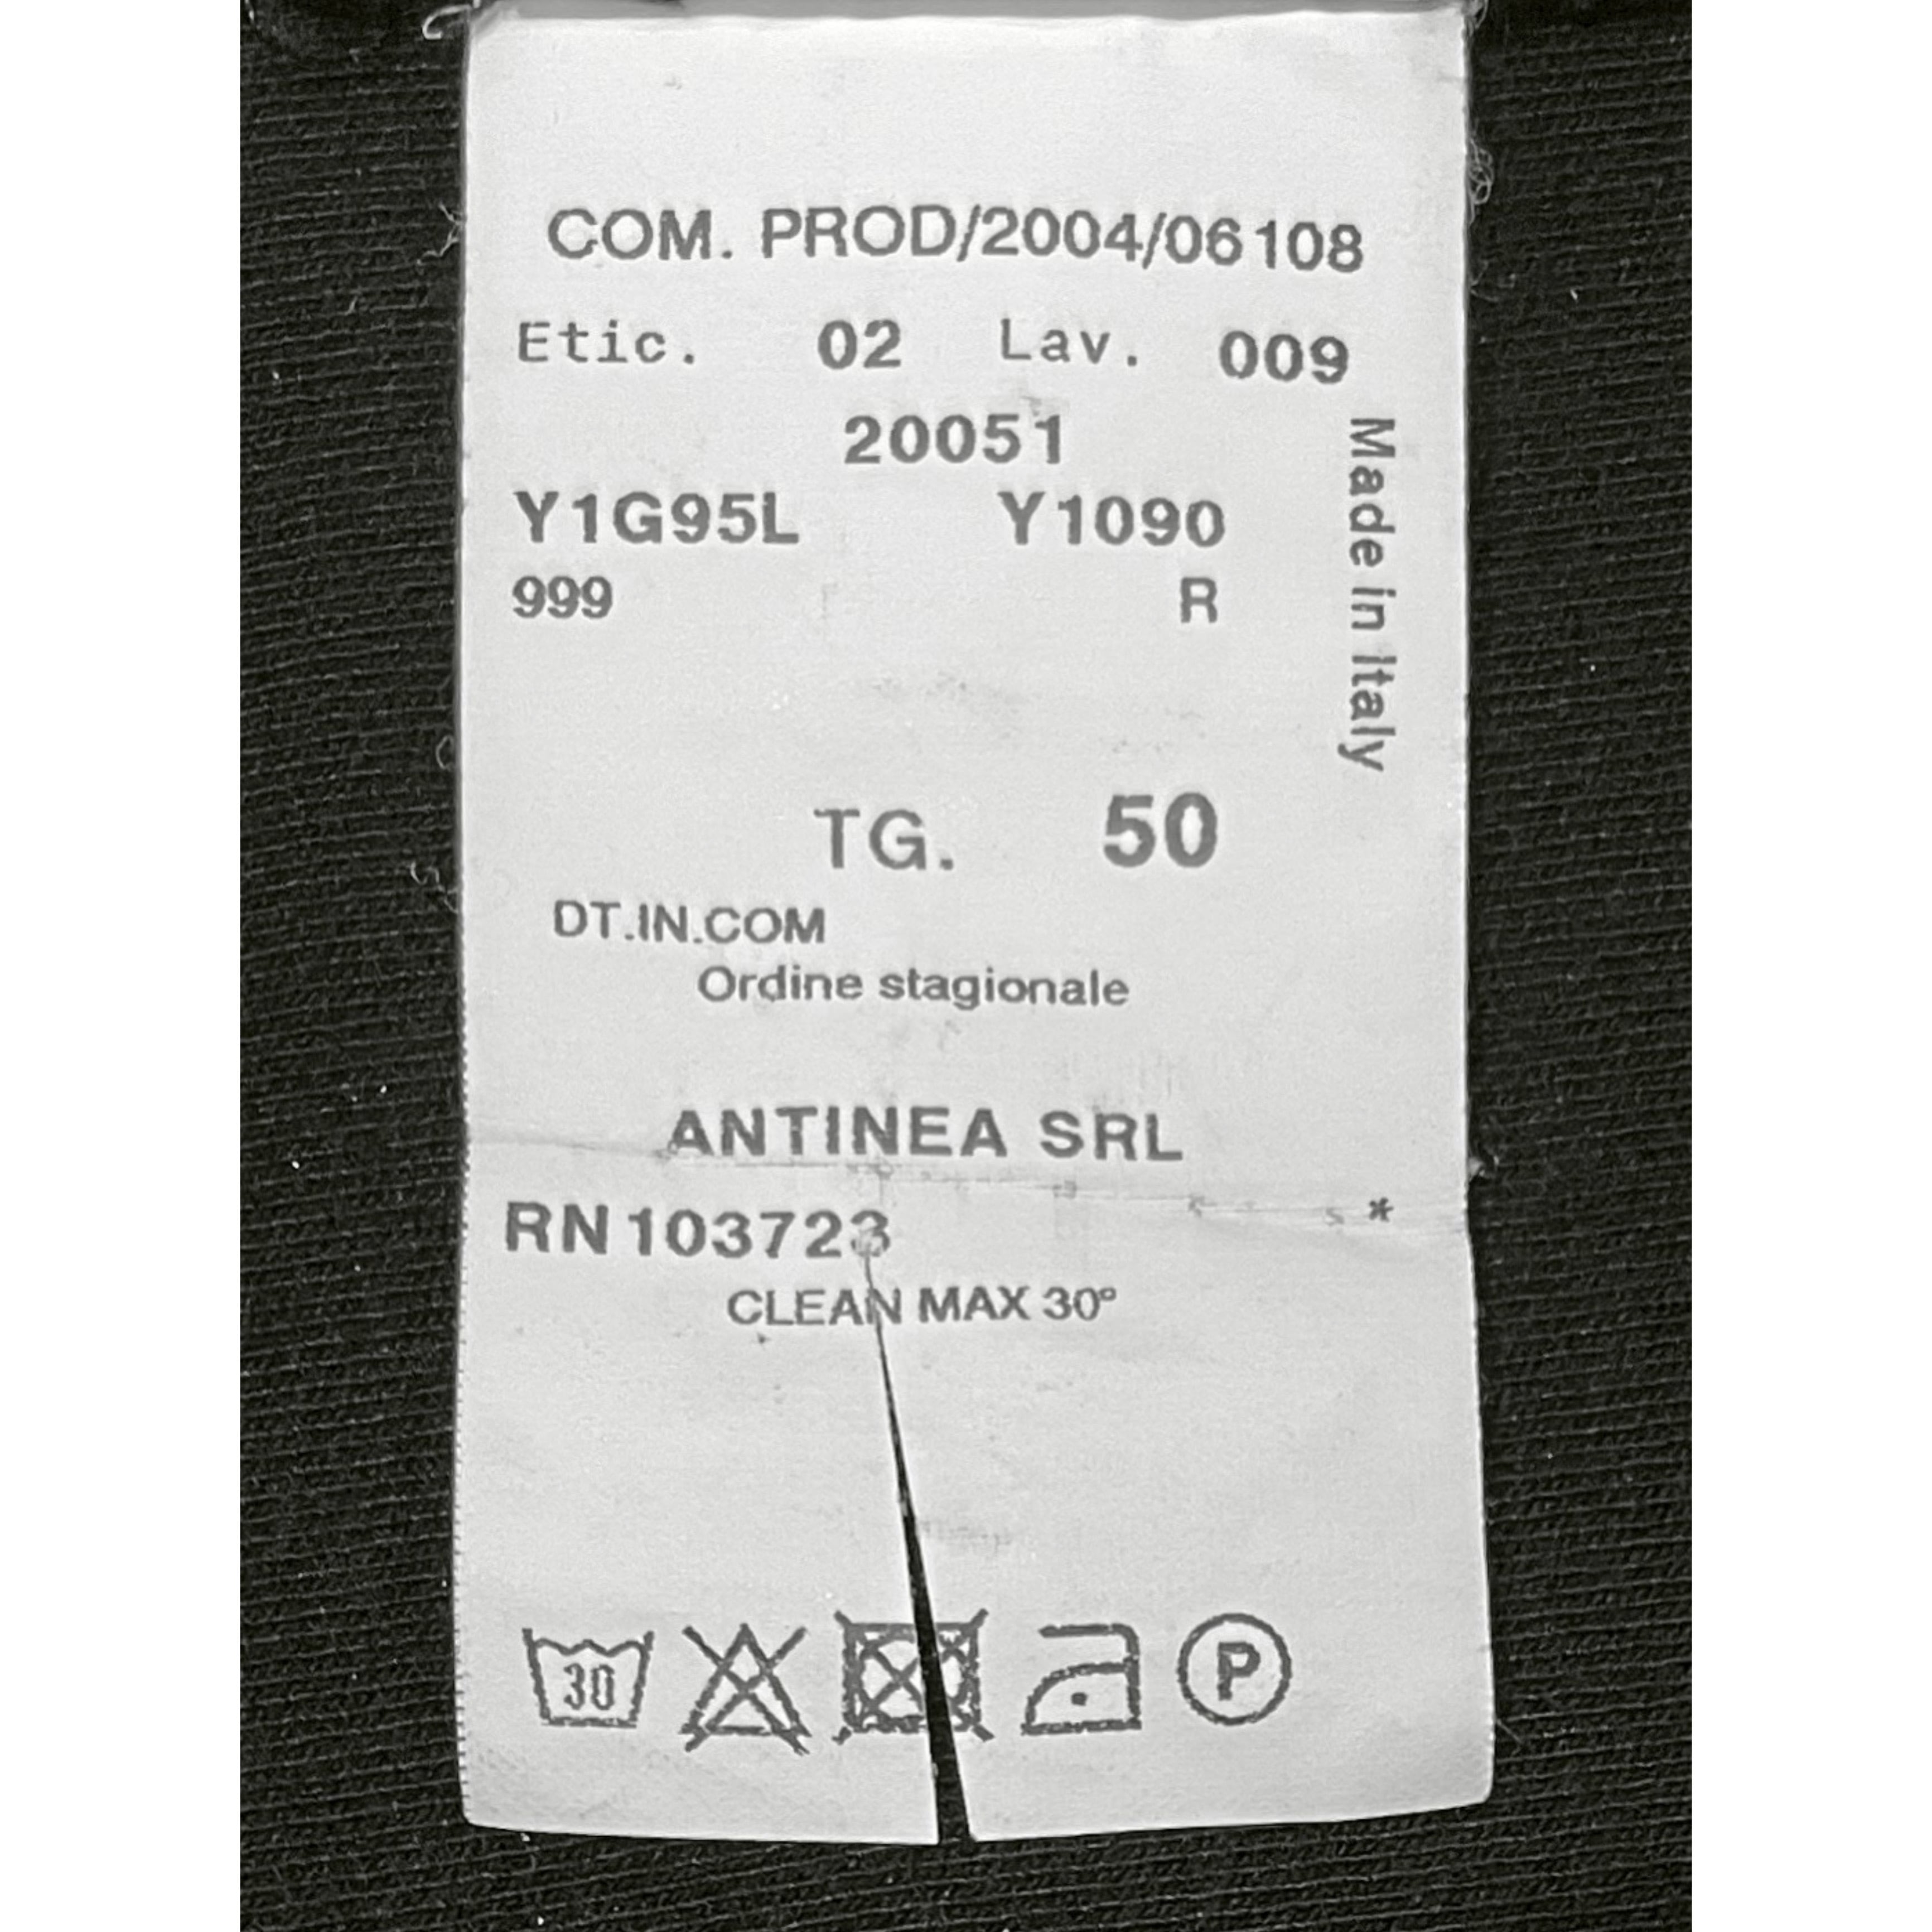 COM. PROD/2004/06108
Etic. 02 Lav. 009
20051
Y1G95L Y1090
999 R
Made in Italy
TG. 50
DT.IN.COM
Ordine stagionale
ANTINEA SRL
RN103723
*
CLEAN MAX 30°
30
P